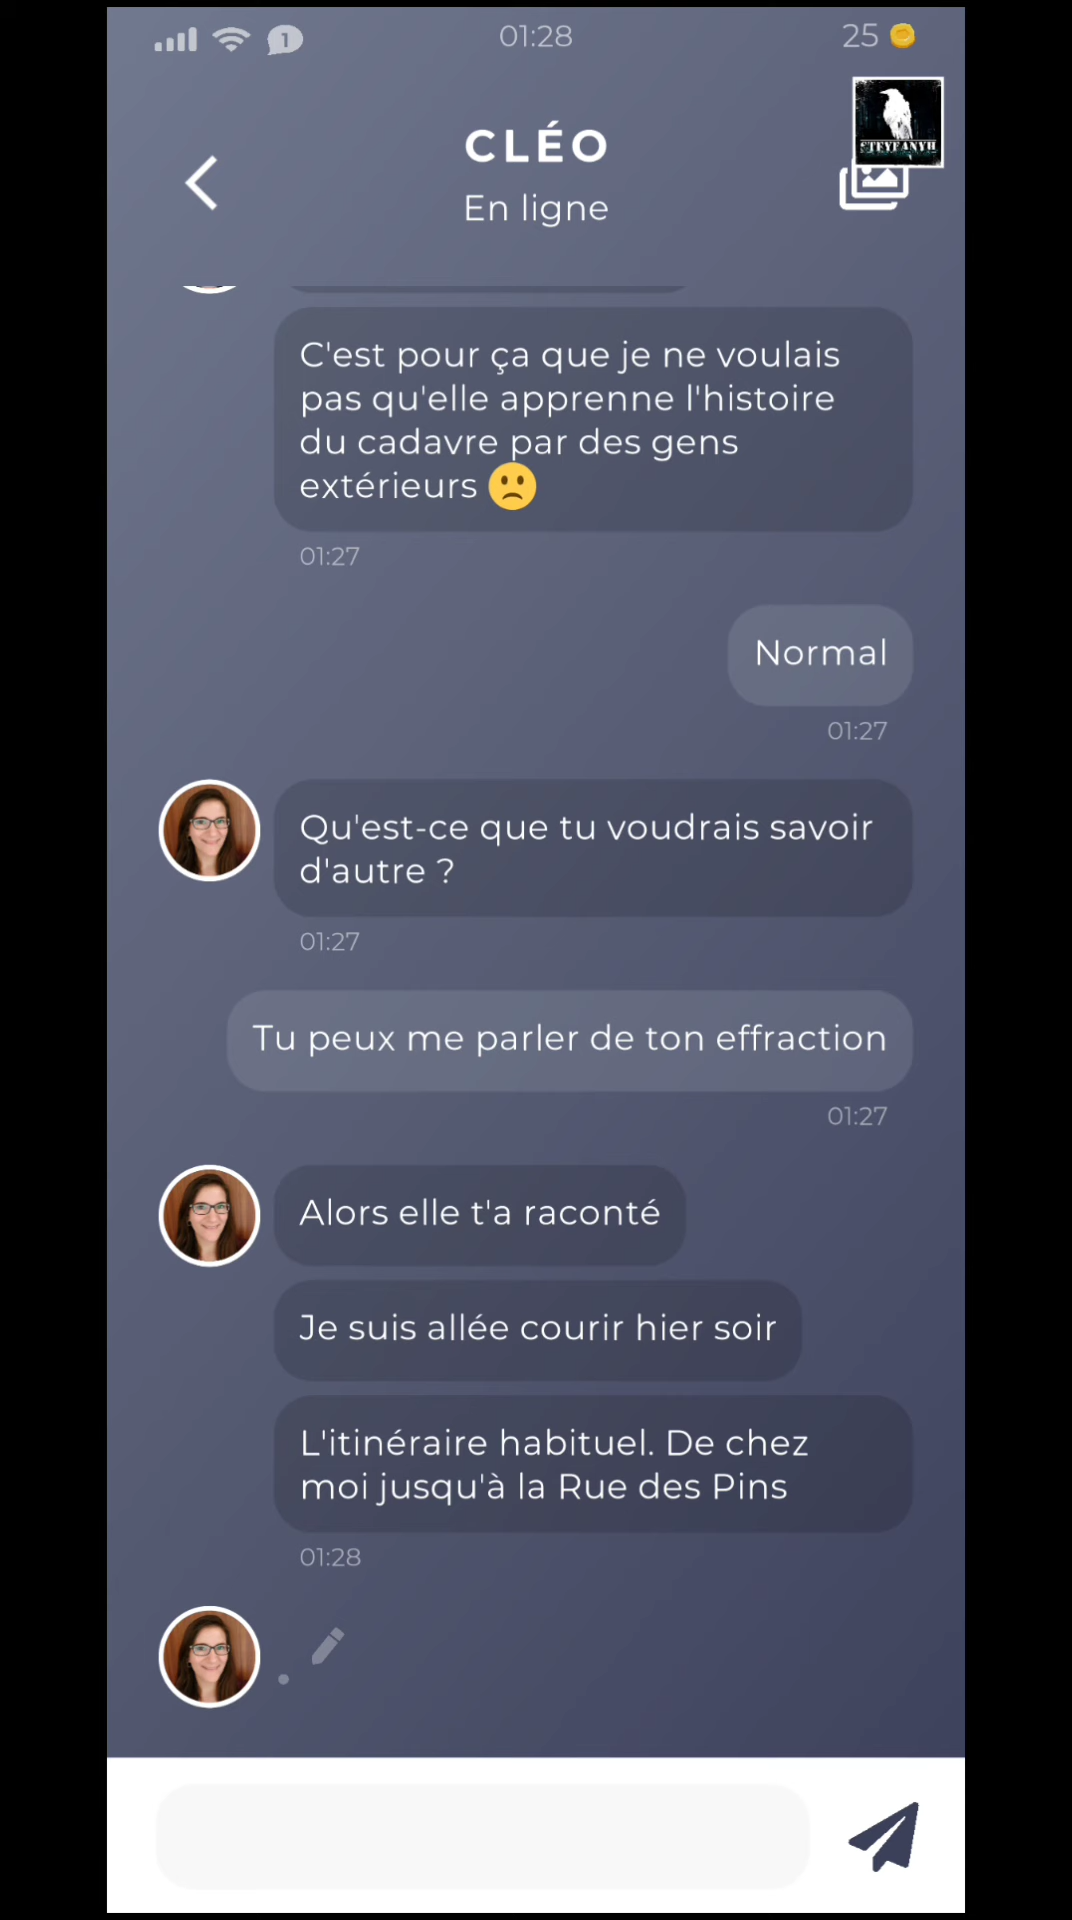 1
01:28
25
STEYFANYH
CLÉO
En ligne
C'est pour ça que je ne voulais
pas qu'elle apprenne l'histoire
du cadavre par des gens
extérieurs 🙁
01:27
Normal
01:27
Qu'est-ce que tu voudrais savoir
d'autre ?
01:27
Tu peux me parler de ton effraction
01:27
Alors elle t'a raconté
Je suis allée courir hier soir
L'itinéraire habituel. De chez
moi jusqu'à la Rue des Pins
01:28